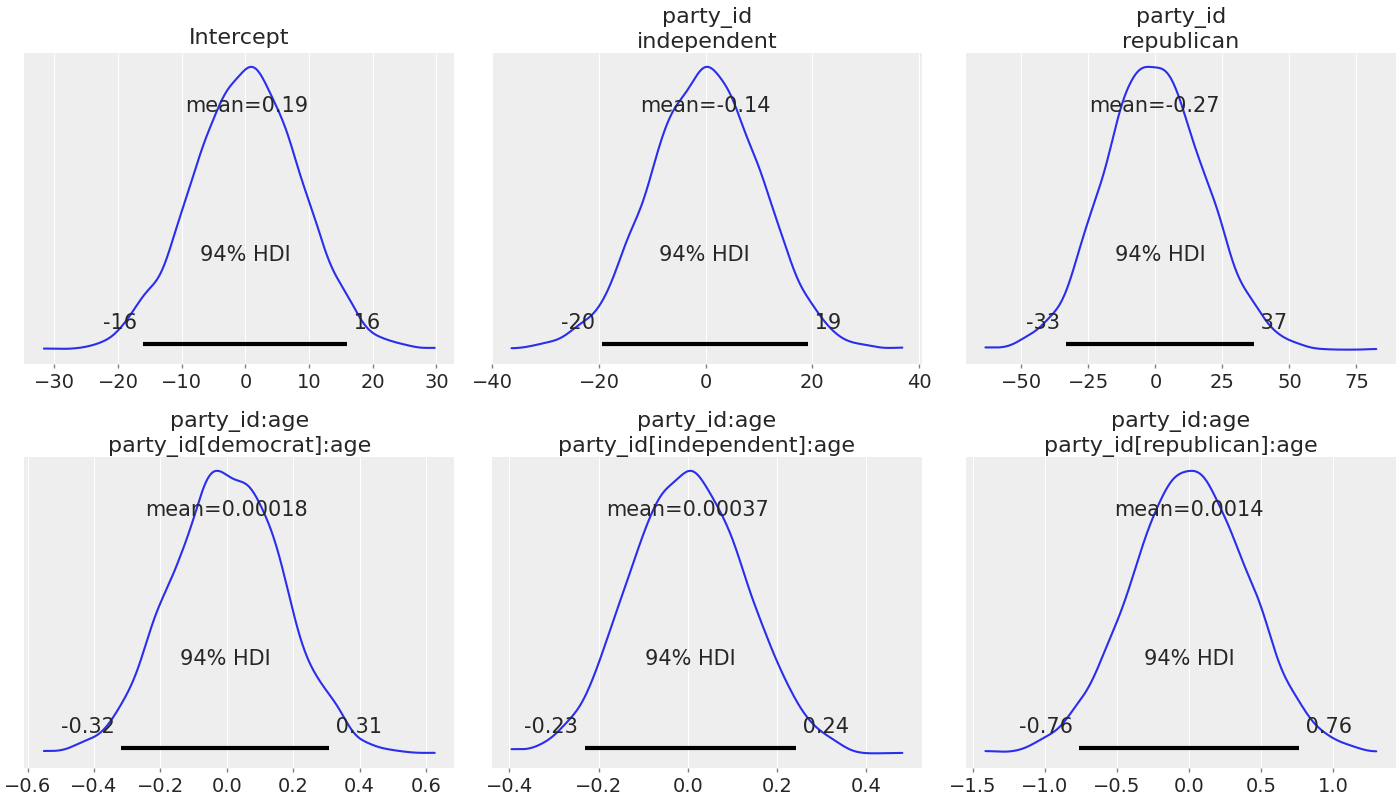 Intercept
mean=0.19
94% HDI
-16
16
−30 −20 −10 0 10 20 30
party_id
independent
mean=-0.14
94% HDI
-20
19
−40 −20 0 20 40
party_id
republican
mean=-0.27
94% HDI
-33
37
−50 −25 0 25 50 75
party_id:age
party_id[democrat]:age
mean=0.00018
94% HDI
-0.32
0.31
−0.6 −0.4 −0.2 0.0 0.2 0.4 0.6
party_id:age
party_id[independent]:age
mean=0.00037
94% HDI
-0.23
0.24
−0.4 −0.2 0.0 0.2 0.4
party_id:age
party_id[republican]:age
mean=0.0014
94% HDI
-0.76
0.76
−1.5 −1.0 −0.5 0.0 0.5 1.0